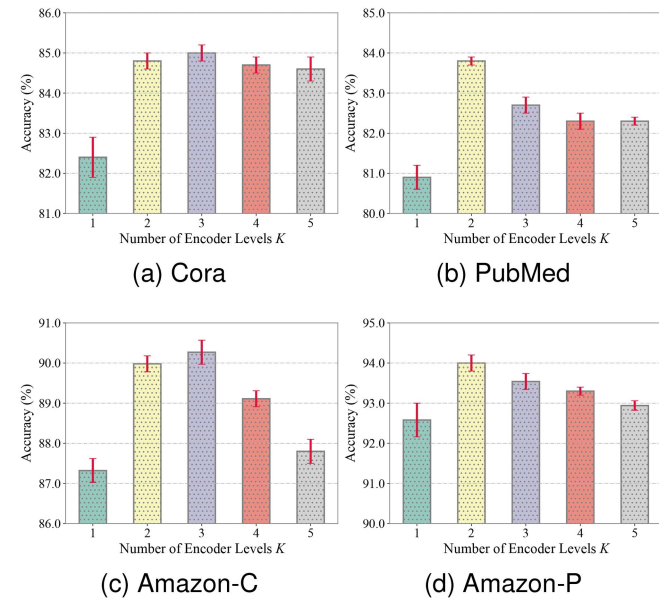 86.0
85.0
84.0
83.0
82.0
81.0
Accuracy (%)
1 2 3 4 5
Number of Encoder Levels K
(a) Cora
85.0
84.0
83.0
82.0
81.0
80.0
Accuracy (%)
1 2 3 4 5
Number of Encoder Levels K
(b) PubMed
91.0
90.0
89.0
88.0
87.0
86.0
Accuracy (%)
1 2 3 4 5
Number of Encoder Levels K
(c) Amazon-C
95.0
94.0
93.0
92.0
91.0
90.0
Accuracy (%)
1 2 3 4 5
Number of Encoder Levels K
(d) Amazon-P